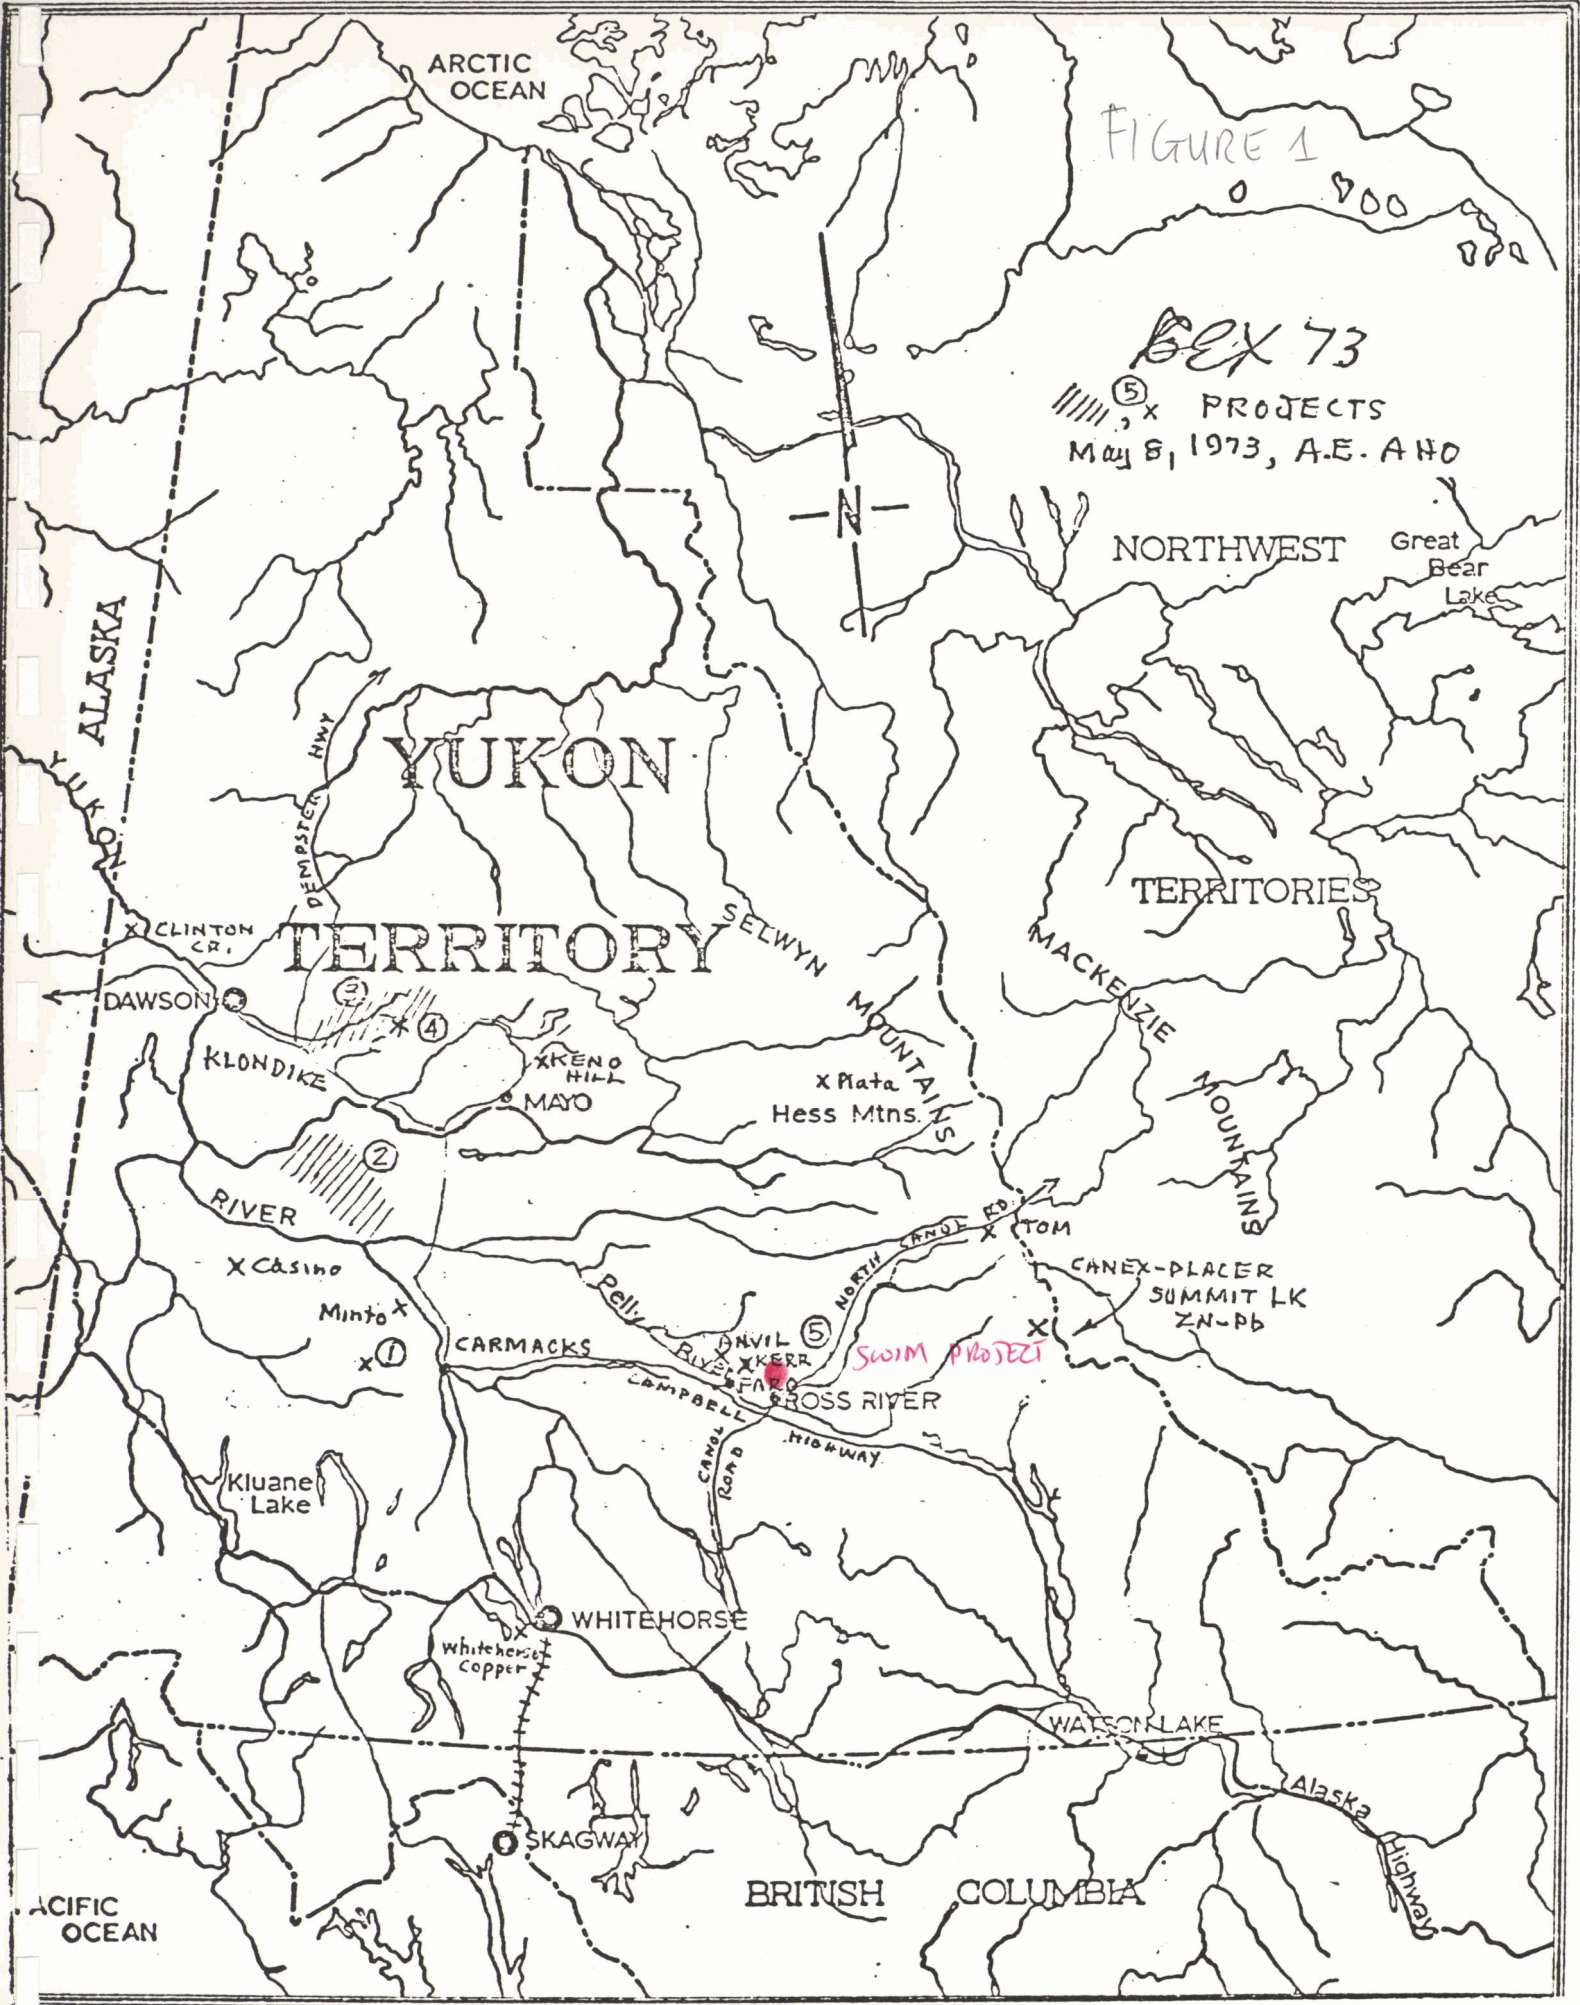 ARCTIC
OCEAN
FIGURE 1
GEX 73
⑤
, x PROJECTS
May 8, 1973, A.E. AHO
N
NORTHWEST
Great
Bear
Lake
ALASKA
YUKON
DEMPSTER HWY
YUKON
TERRITORY
TERRITORIES
SELWYN
MOUNTAINS
MACKENZIE
MOUNTAINS
x CLINTON
CR.
DAWSON
③
x ④
KLONDIKE
x KENO
HILL
MAYO
x Plata
Hess Mtns.
②
RIVER
NORTH CANOL RD.
x TOM
x Casino
CANEX-PLACER
SUMMIT LK
ZN-Pb
x
Pelly
RIVER
Minto x
x ①
CARMACKS
ANVIL
⑤
x KERR
SWIM PROJECT
FARO
ROSS RIVER
CAMPBELL
HIGHWAY
CANOL
ROAD
Kluane
Lake
WHITEHORSE
x
Whitehorse
Copper
WATSON LAKE
Alaska
Highway
SKAGWAY
BRITISH COLUMBIA
ACIFIC
OCEAN